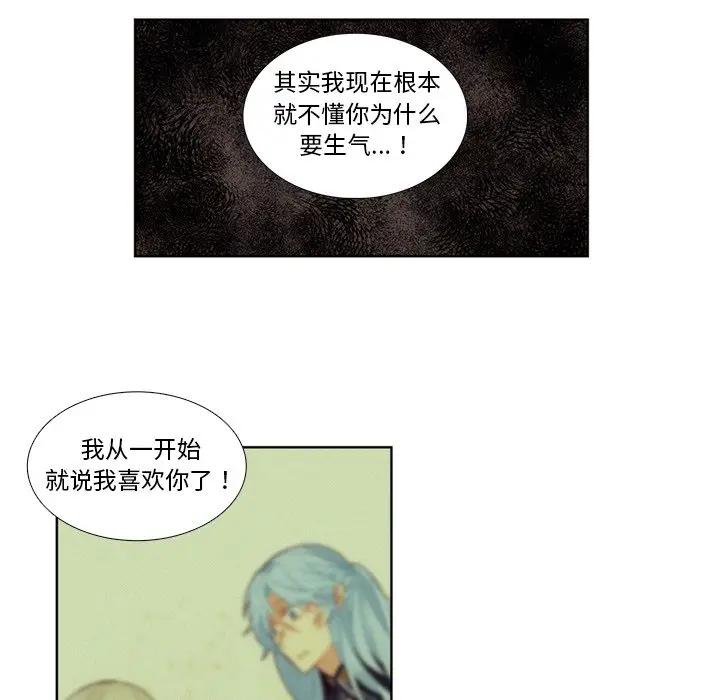 其实我现在根本
就不懂你为什么
要生气...！
我从一开始
就说我喜欢你了！